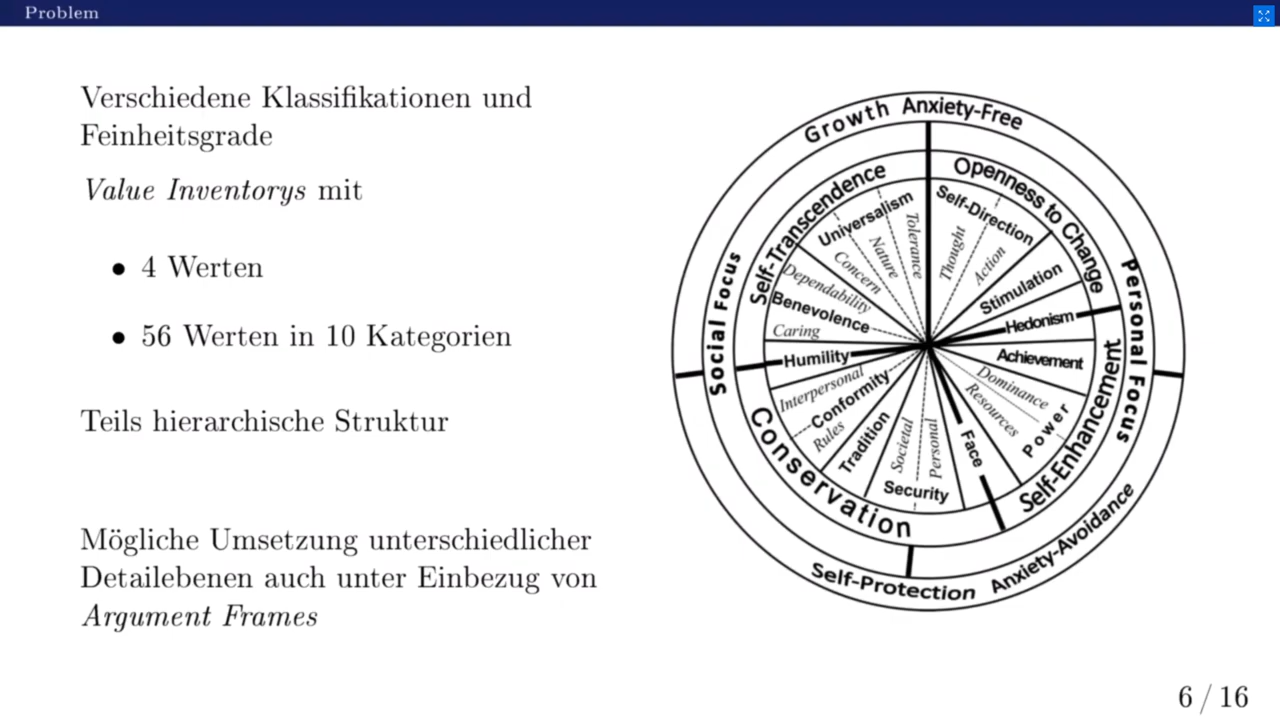 Problem
Verschiedene Klassifikationen und
Feinheitsgrade
Value Inventorys mit
• 4 Werten
• 56 Werten in 10 Kategorien
Teils hierarchische Struktur
Mögliche Umsetzung unterschiedlicher
Detailebenen auch unter Einbezug von
Argument Frames
Growth Anxiety-Free
Personal Focus
Self-Protection Anxiety-Avoidance
Social Focus
Self-Transcendence
Openness to Change
Self-Enhancement
Conservation
Universalism
Tolerance
Nature
Concern
Self-Direction
Thought
Action
Stimulation
Hedonism
Achievement
Dominance
Resources
Power
Face
Security
Personal
Societal
Tradition
Conformity
Rules
Interpersonal
Humility
Benevolence
Caring
Dependability
6 / 16